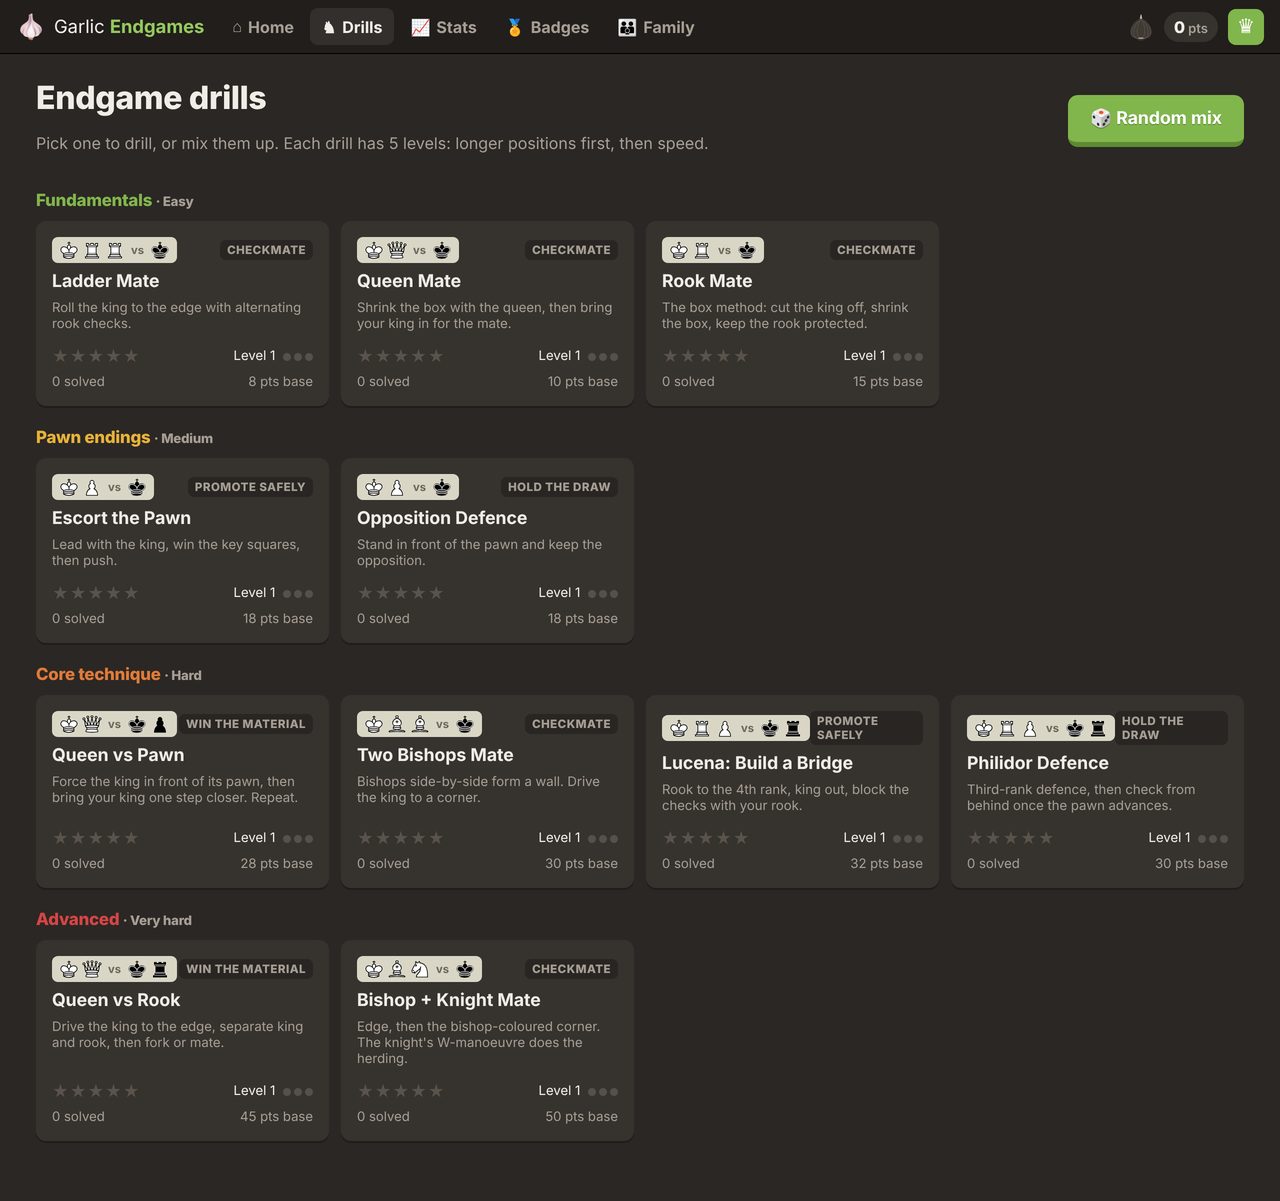 Garlic Endgames
Home
Drills
Stats
Badges
Family
0 pts
Endgame drills
Random mix
Pick one to drill, or mix them up. Each drill has 5 levels: longer positions first, then speed.
Fundamentals · Easy
vs
CHECKMATE
Ladder Mate
Roll the king to the edge with alternating
rook checks.
Level 1
0 solved
8 pts base
vs
CHECKMATE
Queen Mate
Shrink the box with the queen, then bring
your king in for the mate.
Level 1
0 solved
10 pts base
vs
CHECKMATE
Rook Mate
The box method: cut the king off, shrink
the box, keep the rook protected.
Level 1
0 solved
15 pts base
Pawn endings · Medium
vs
PROMOTE SAFELY
Escort the Pawn
Lead with the king, win the key squares,
then push.
Level 1
0 solved
18 pts base
vs
HOLD THE DRAW
Opposition Defence
Stand in front of the pawn and keep the
opposition.
Level 1
0 solved
18 pts base
Core technique · Hard
vs
WIN THE MATERIAL
Queen vs Pawn
Force the king in front of its pawn, then
bring your king one step closer. Repeat.
Level 1
0 solved
28 pts base
vs
CHECKMATE
Two Bishops Mate
Bishops side-by-side form a wall. Drive
the king to a corner.
Level 1
0 solved
30 pts base
vs
PROMOTE
SAFELY
Lucena: Build a Bridge
Rook to the 4th rank, king out, block the
checks with your rook.
Level 1
0 solved
32 pts base
vs
HOLD THE
DRAW
Philidor Defence
Third-rank defence, then check from
behind once the pawn advances.
Level 1
0 solved
30 pts base
Advanced · Very hard
vs
WIN THE MATERIAL
Queen vs Rook
Drive the king to the edge, separate king
and rook, then fork or mate.
Level 1
0 solved
45 pts base
vs
CHECKMATE
Bishop + Knight Mate
Edge, then the bishop-coloured corner.
The knight's W-manoeuvre does the
herding.
Level 1
0 solved
50 pts base